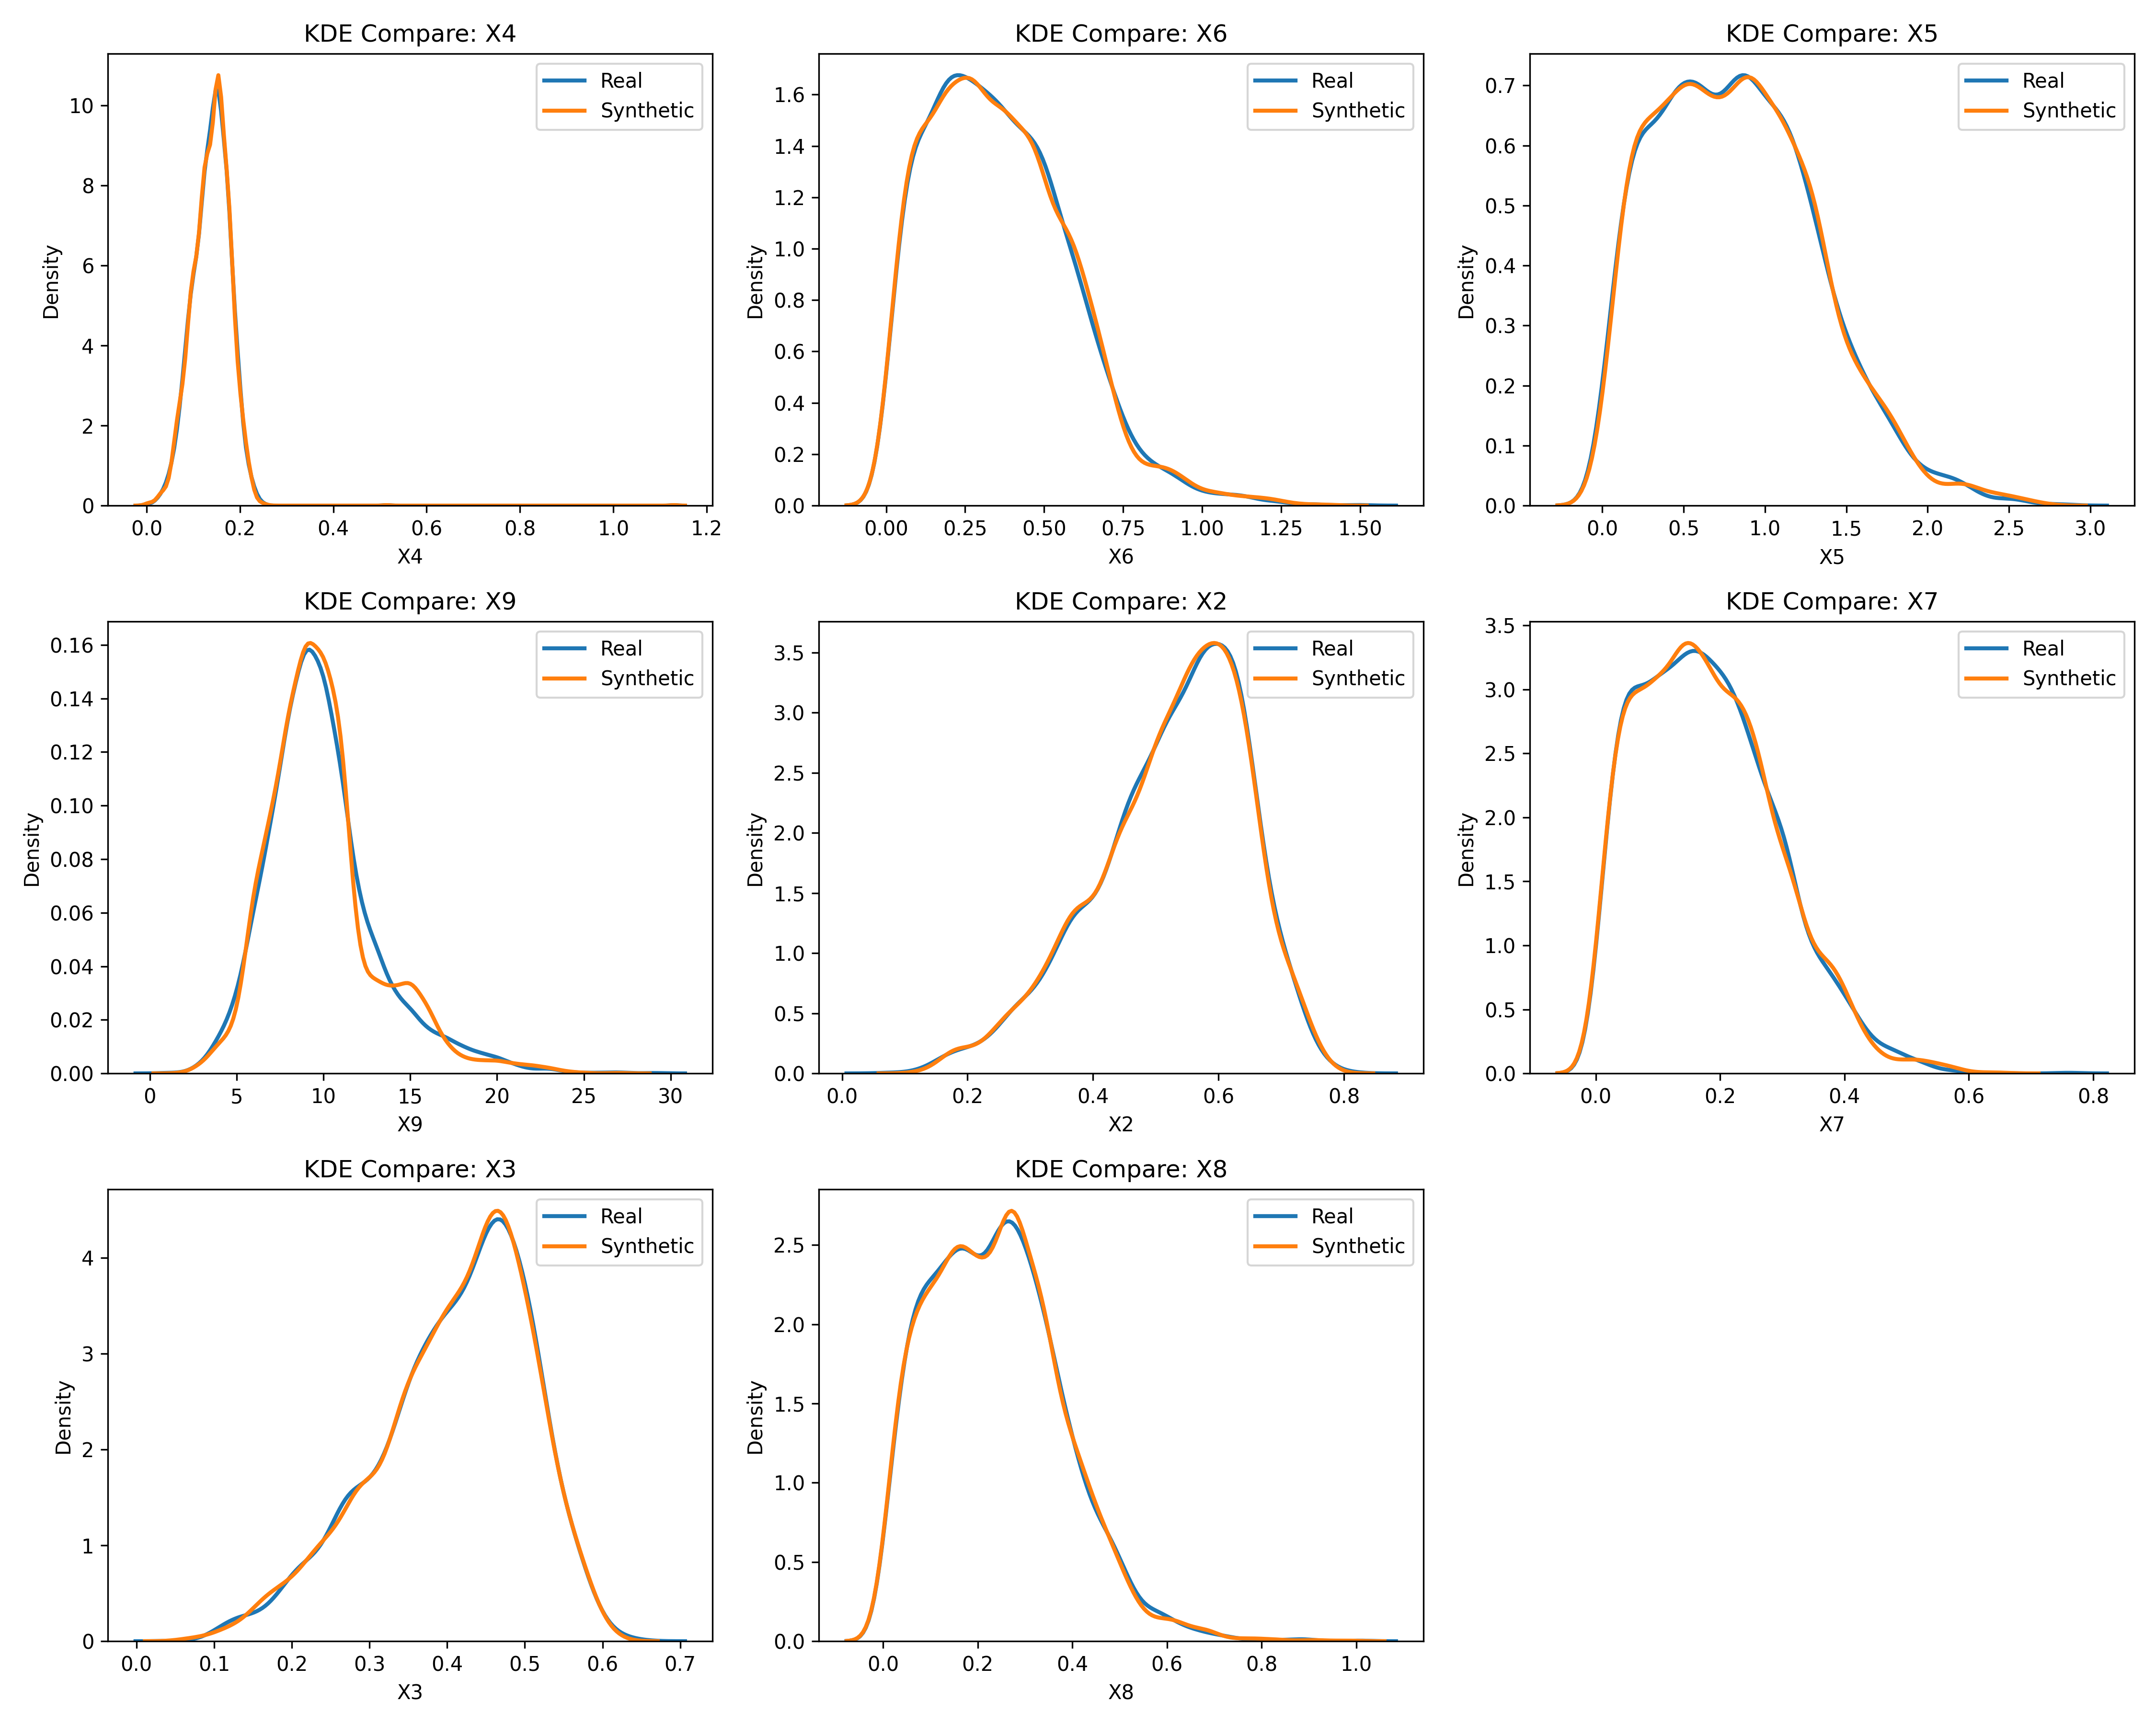 KDE Compare: X4
Real
Synthetic
Density
10
8
6
4
2
0
0.0 0.2 0.4 0.6 0.8 1.0 1.2
X4
KDE Compare: X6
Real
Synthetic
Density
1.6
1.4
1.2
1.0
0.8
0.6
0.4
0.2
0.0
0.00 0.25 0.50 0.75 1.00 1.25 1.50
X6
KDE Compare: X5
Real
Synthetic
Density
0.7
0.6
0.5
0.4
0.3
0.2
0.1
0.0
0.0 0.5 1.0 1.5 2.0 2.5 3.0
X5
KDE Compare: X9
Real
Synthetic
Density
0.16
0.14
0.12
0.10
0.08
0.06
0.04
0.02
0.00
0 5 10 15 20 25 30
X9
KDE Compare: X2
Real
Synthetic
Density
3.5
3.0
2.5
2.0
1.5
1.0
0.5
0.0
0.0 0.2 0.4 0.6 0.8
X2
KDE Compare: X7
Real
Synthetic
Density
3.5
3.0
2.5
2.0
1.5
1.0
0.5
0.0
0.0 0.2 0.4 0.6 0.8
X7
KDE Compare: X3
Real
Synthetic
Density
4
3
2
1
0
0.0 0.1 0.2 0.3 0.4 0.5 0.6 0.7
X3
KDE Compare: X8
Real
Synthetic
Density
2.5
2.0
1.5
1.0
0.5
0.0
0.0 0.2 0.4 0.6 0.8 1.0
X8